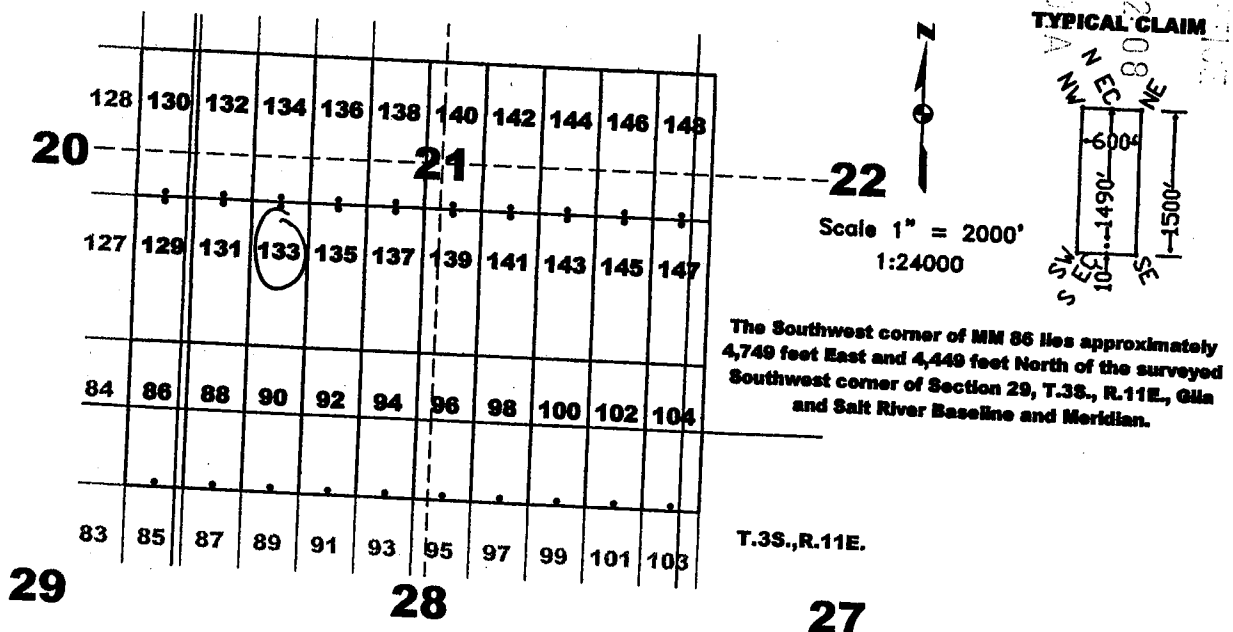 TYPICAL CLAIM
N
NW
N EC
NE
600'
1490'
1500'
10'
SW
S EC
SE
128 130 132 134 136 138 140 142 144 146 148
20
21
22
Scale 1" = 2000'
1:24000
127 129 131 133 135 137 139 141 143 145 147
The Southwest corner of MM 86 lies approximately
4,749 feet East and 4,449 feet North of the surveyed
Southwest corner of Section 29, T.3S., R.11E., Gila
and Salt River Baseline and Meridian.
84 86 88 90 92 94 96 98 100 102 104
83 85 87 89 91 93 95 97 99 101 103
T.3S.,R.11E.
29
28
27